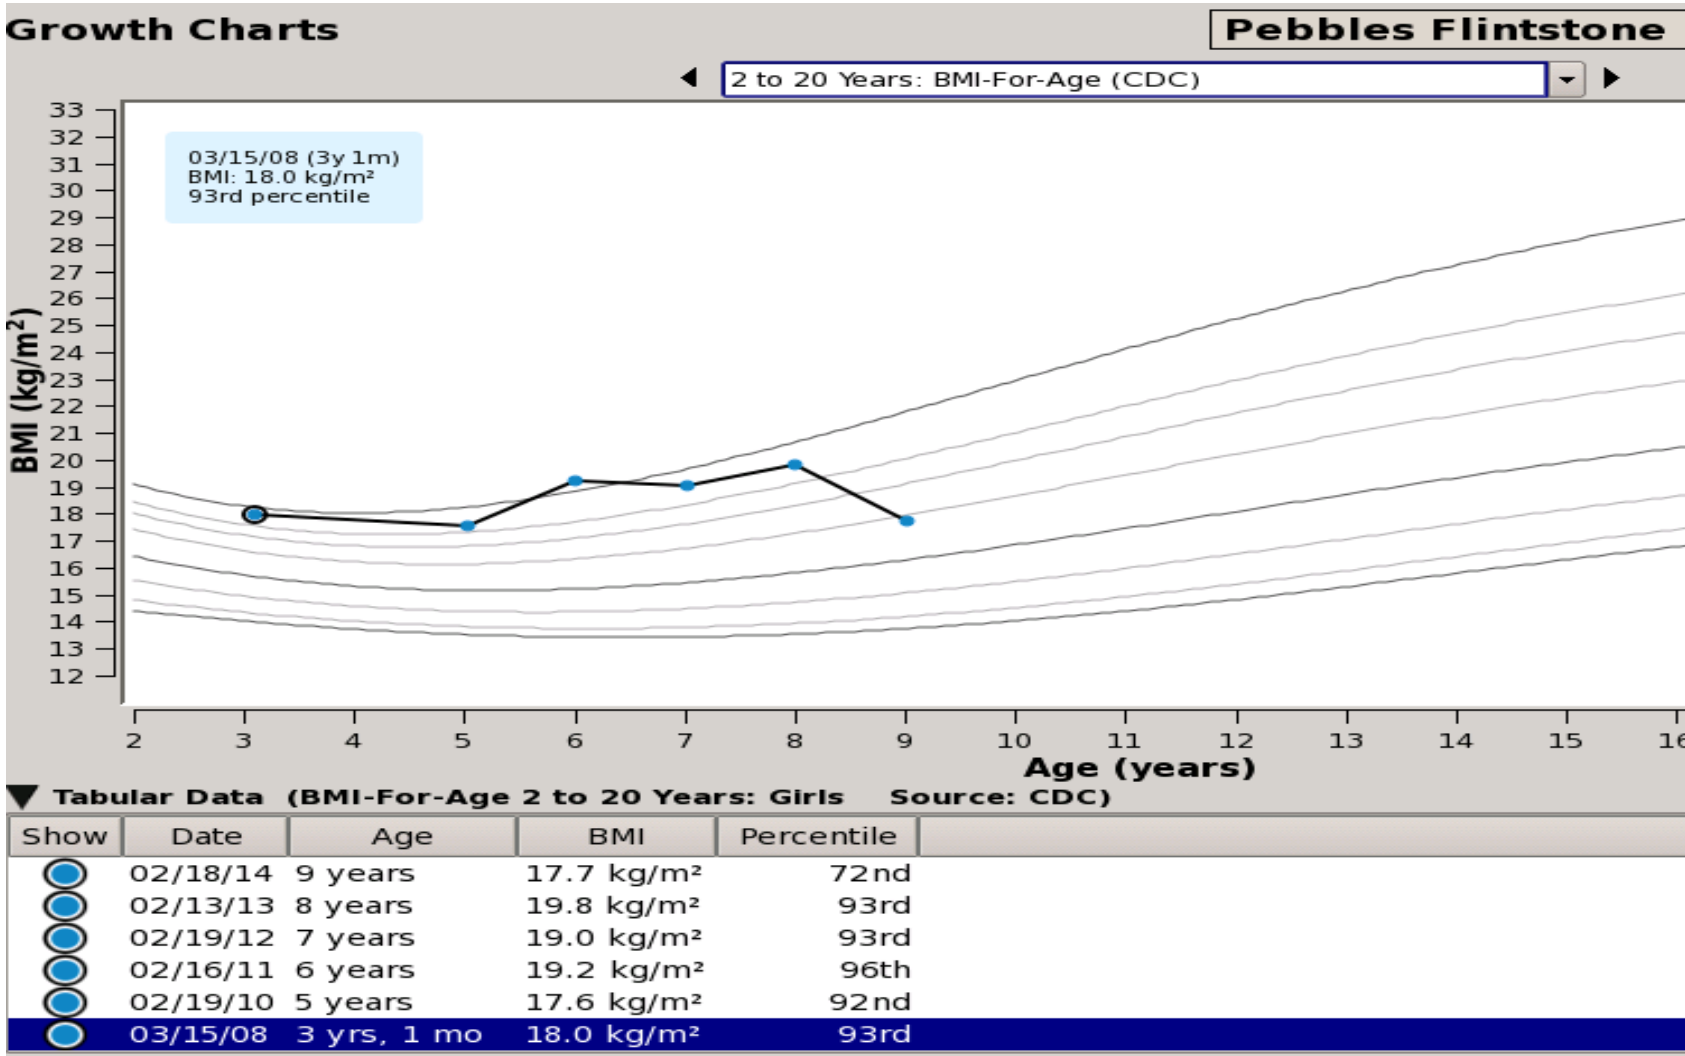 Growth Charts
Pebbles Flintstone
2 to 20 Years: BMI-For-Age (CDC)
33
32
31
30
29
28
27
26
25
24
23
22
21
20
19
18
17
16
15
14
13
12
BMI (kg/m²)
03/15/08 (3y 1m)
BMI: 18.0 kg/m²
93rd percentile
2 3 4 5 6 7 8 9 10 11 12 13 14 15 16
Age (years)
Tabular Data (BMI-For-Age 2 to 20 Years: Girls Source: CDC)
Show Date Age BMI Percentile
02/18/14 9 years 17.7 kg/m² 72nd
02/13/13 8 years 19.8 kg/m² 93rd
02/19/12 7 years 19.0 kg/m² 93rd
02/16/11 6 years 19.2 kg/m² 96th
02/19/10 5 years 17.6 kg/m² 92nd
03/15/08 3 yrs, 1 mo 18.0 kg/m² 93rd